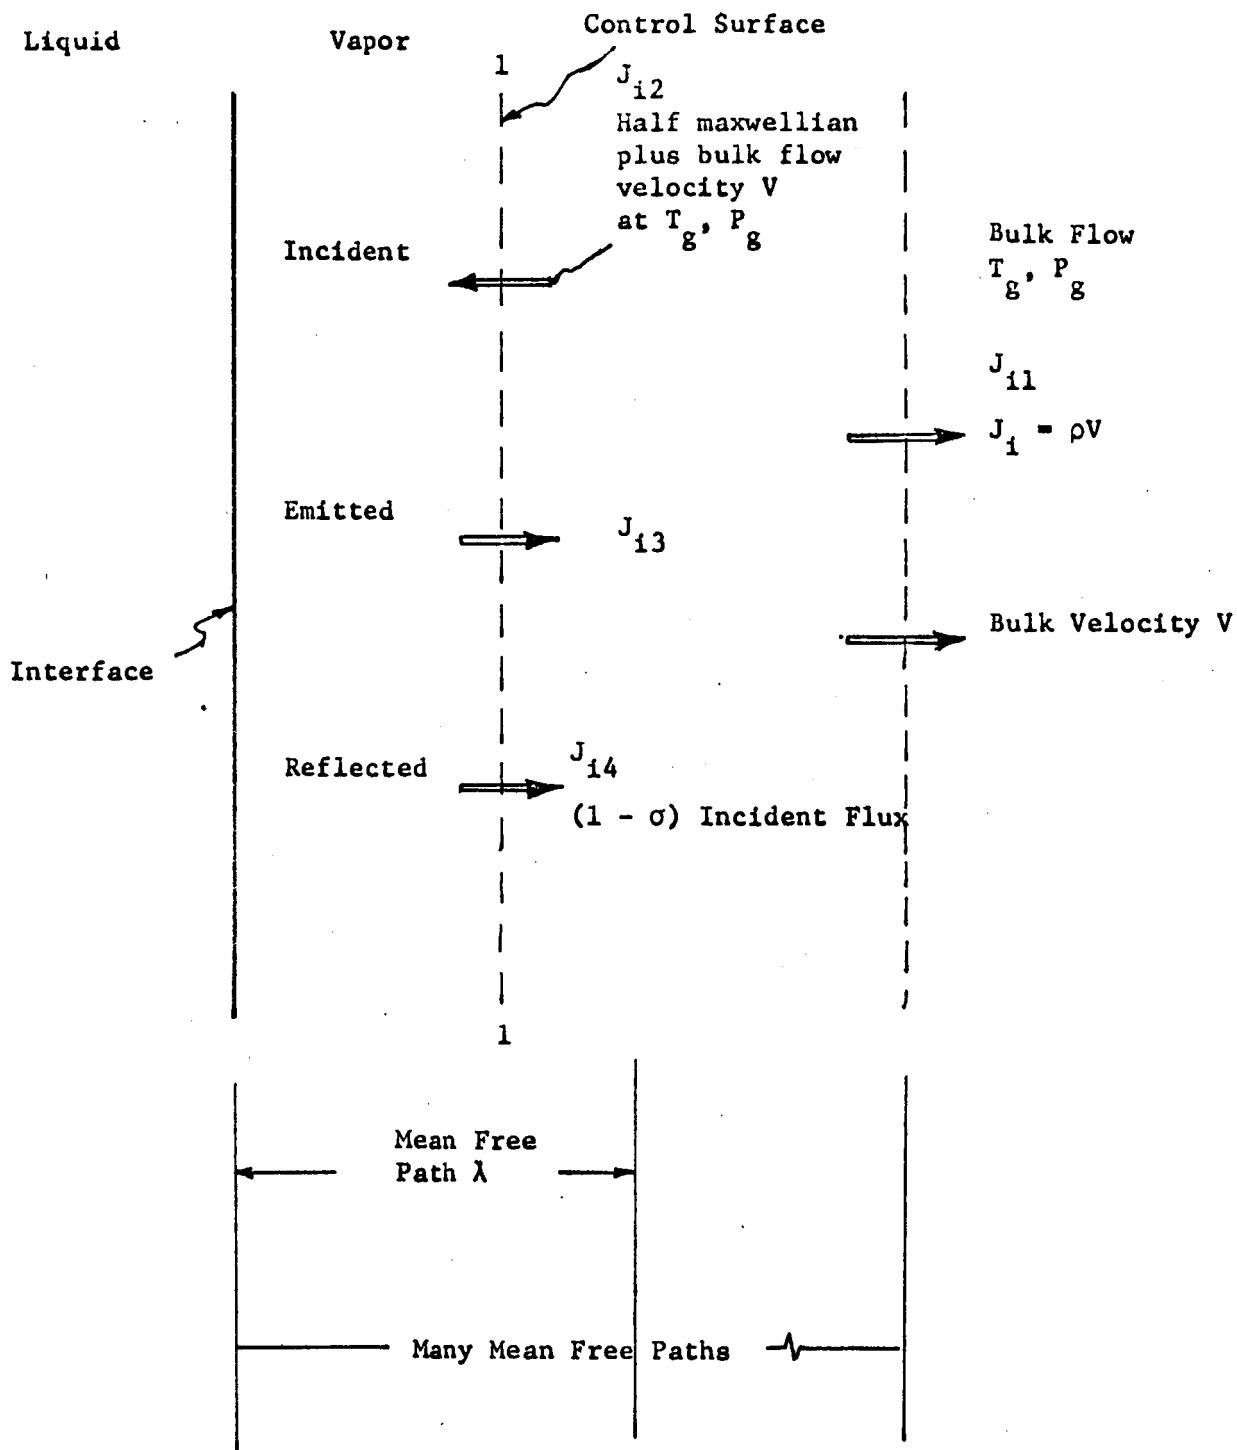 Liquid
Vapor
Control Surface
1
J_i2
Half maxwellian
plus bulk flow
velocity V
at T_g, P_g
Incident
Bulk Flow
T_g, P_g
J_i1
J_i = ρV
Emitted
J_i3
Bulk Velocity V
Interface
Reflected
J_i4
(1 - σ) Incident Flux
1
Mean Free
Path λ
Many Mean Free Paths